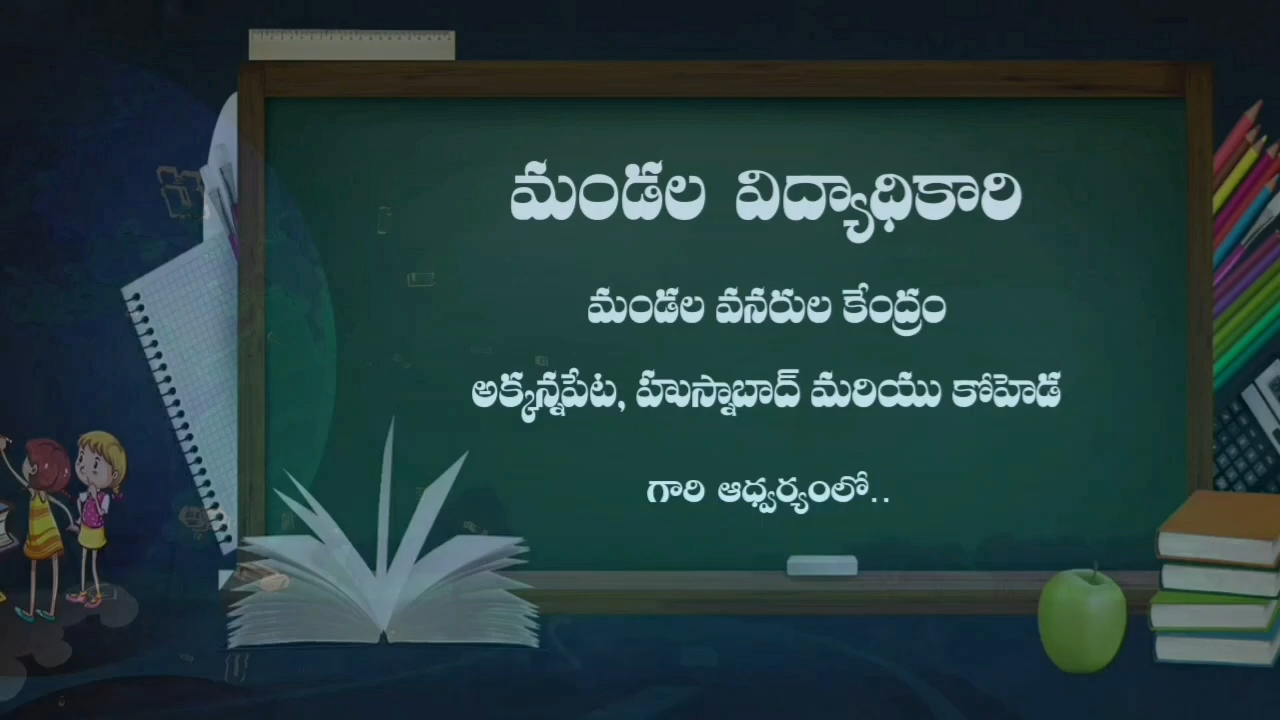 మండల విద్యాధికారి
మండల వనరుల కేంద్రం
అక్కన్నపేట, హుస్నాబాద్ మరియు కోహెడ
గారి ఆధ్వర్యంలో..